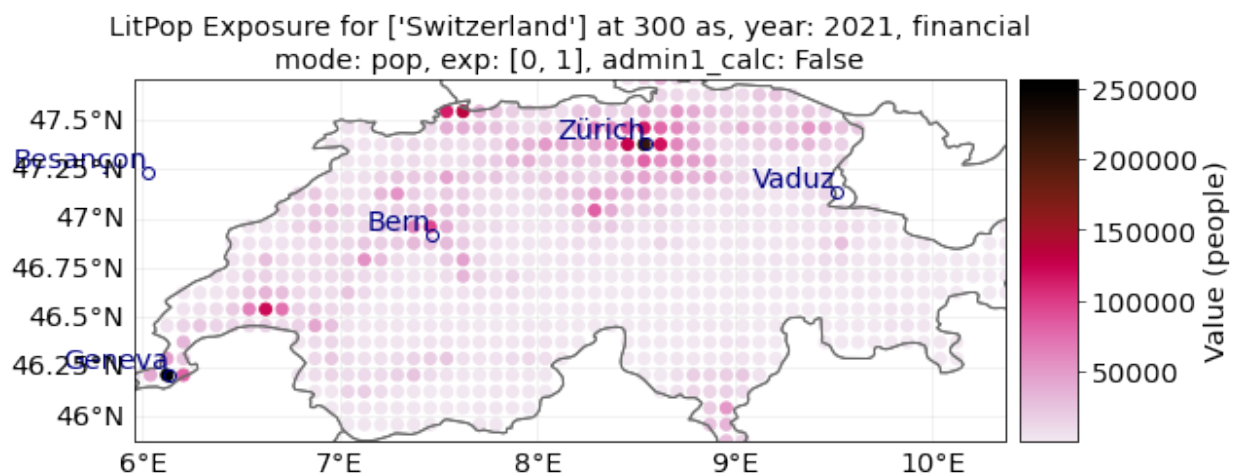 LitPop Exposure for ['Switzerland'] at 300 as, year: 2021, financial
mode: pop, exp: [0, 1], admin1_calc: False
47.5°N
47.25°N
47°N
46.75°N
46.5°N
46.25°N
46°N
Besançon
Zürich
Vaduz
Bern
Geneva
6°E
7°E
8°E
9°E
10°E
250000
200000
150000
100000
50000
Value (people)